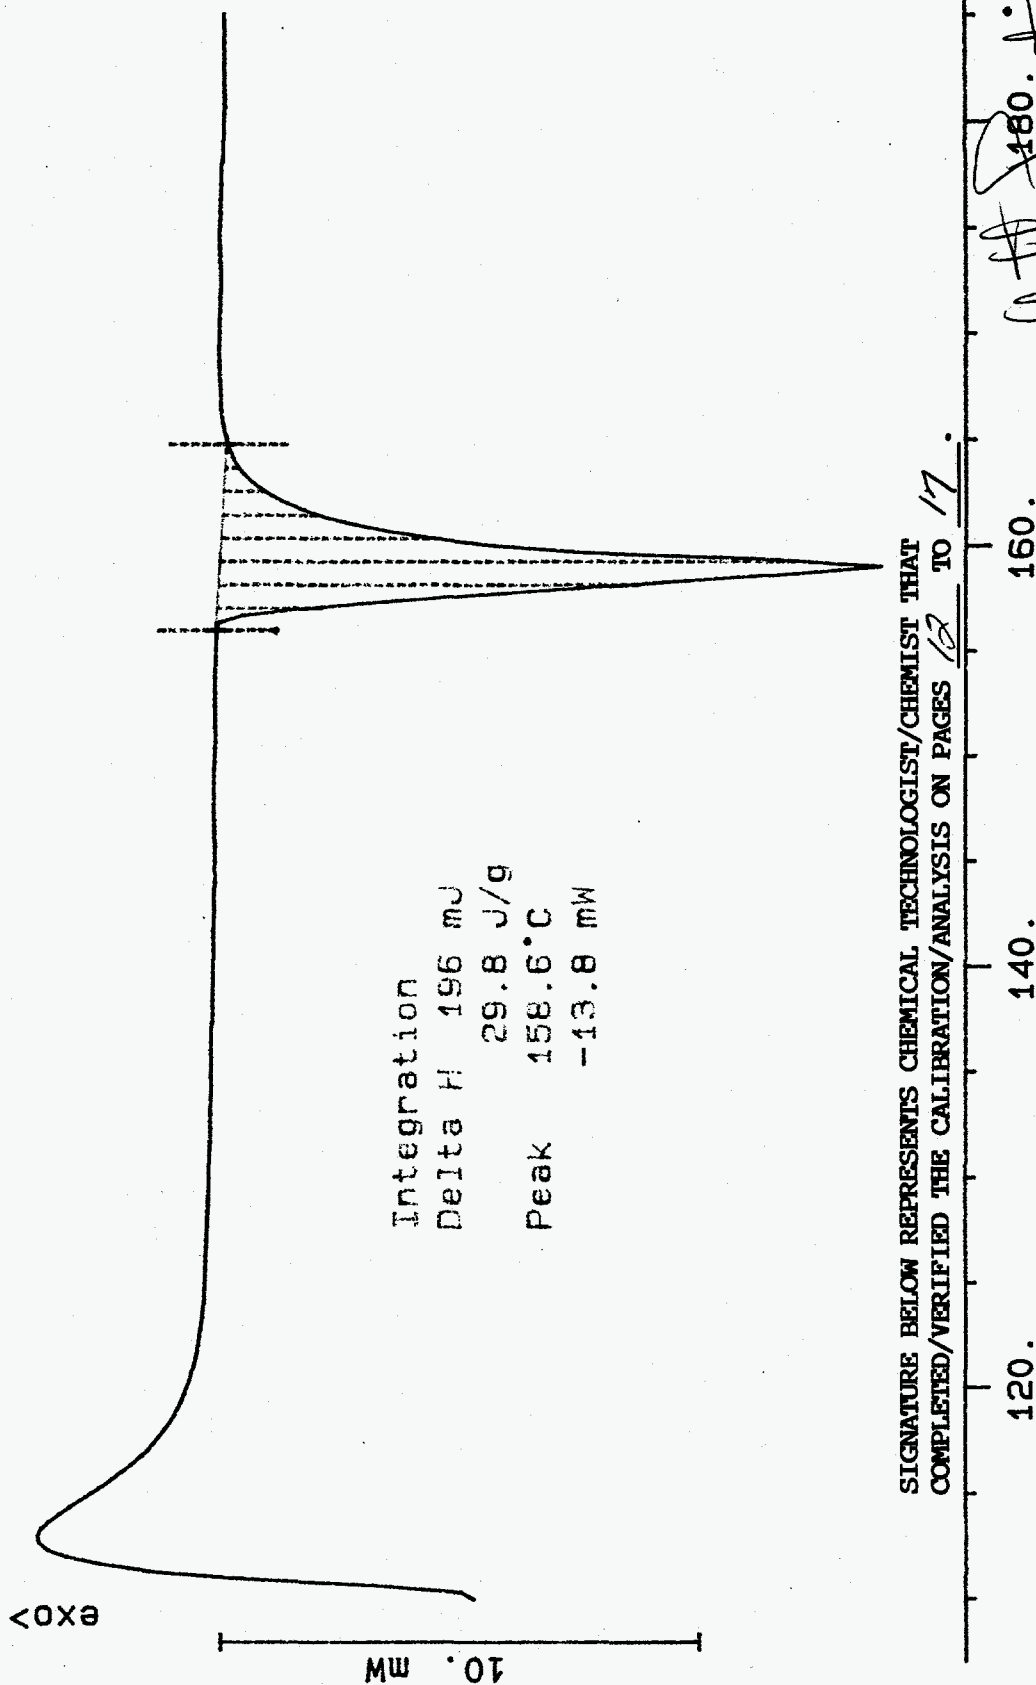 exo>
10. mW
Integration
Delta H 196 mJ
29.8 J/g
Peak 158.6°C
-13.8 mW
SIGNATURE BELOW REPRESENTS CHEMICAL TECHNOLOGIST/CHEMIST THAT
COMPLETED/VERIFIED THE CALIBRATION/ANALYSIS ON PAGES 12 TO 17 .
120. 140. 160. 180.